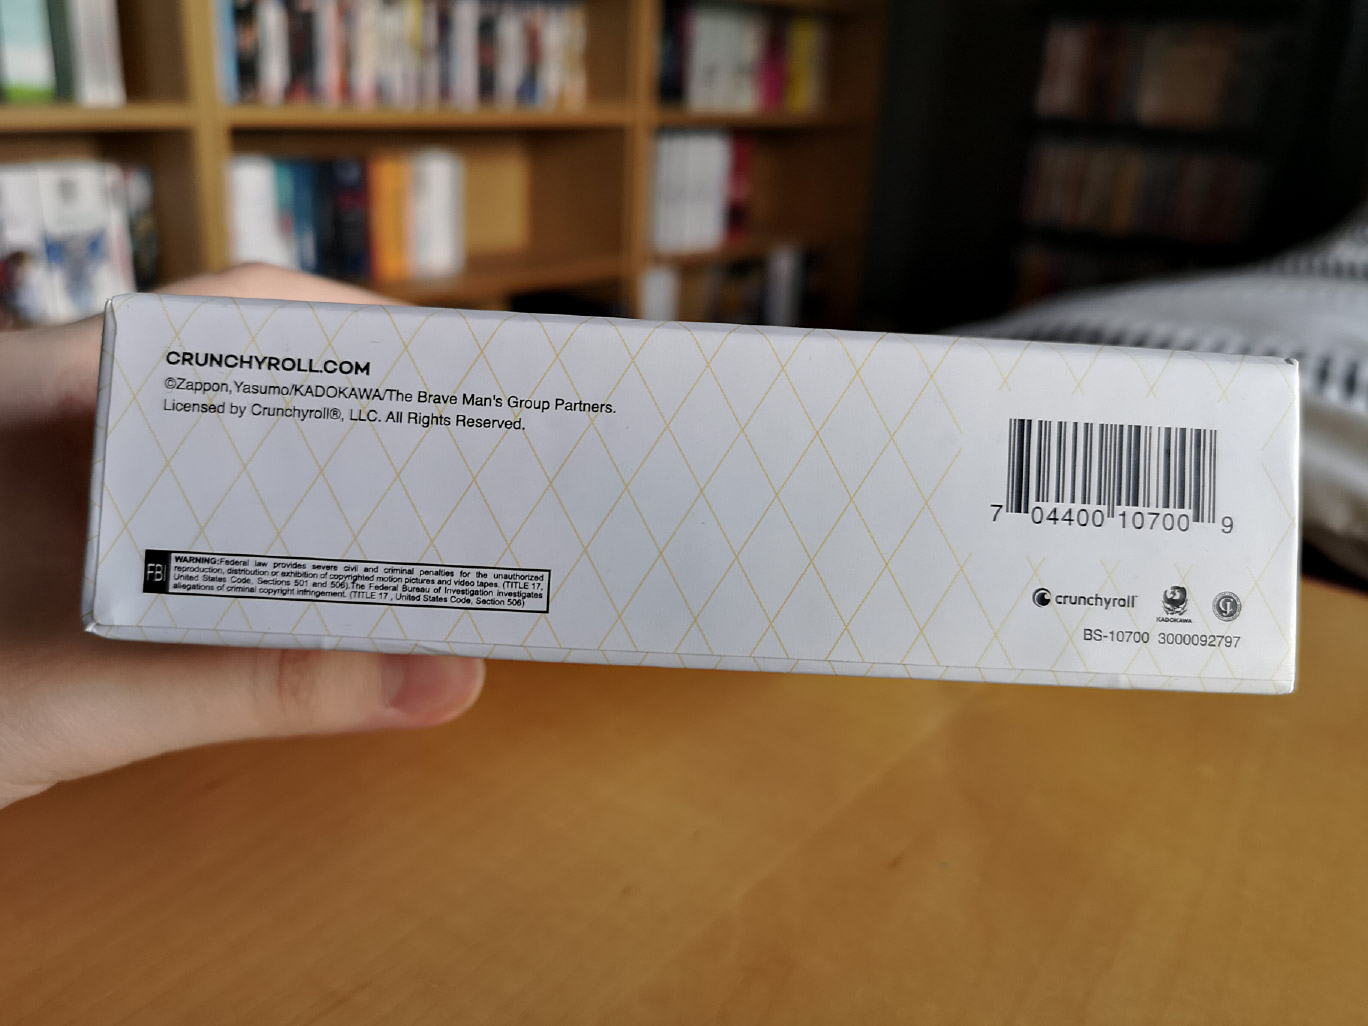 CRUNCHYROLL.COM
©Zappon,Yasumo/KADOKAWA/The Brave Man's Group Partners.
Licensed by Crunchyroll®, LLC. All Rights Reserved.
7 04400 10700 9
FBI
WARNING:Federal law provides severe civil and criminal penalties for the unauthorized
reproduction, distribution or exhibition of copyrighted motion pictures and video tapes. (TITLE 17,
United States Code, Sections 501 and 506).The Federal Bureau of Investigation investigates
allegations of criminal copyright infringement. (TITLE 17 , United States Code, Section 506)
crunchyroll
KADOKAWA
BS-10700 3000092797